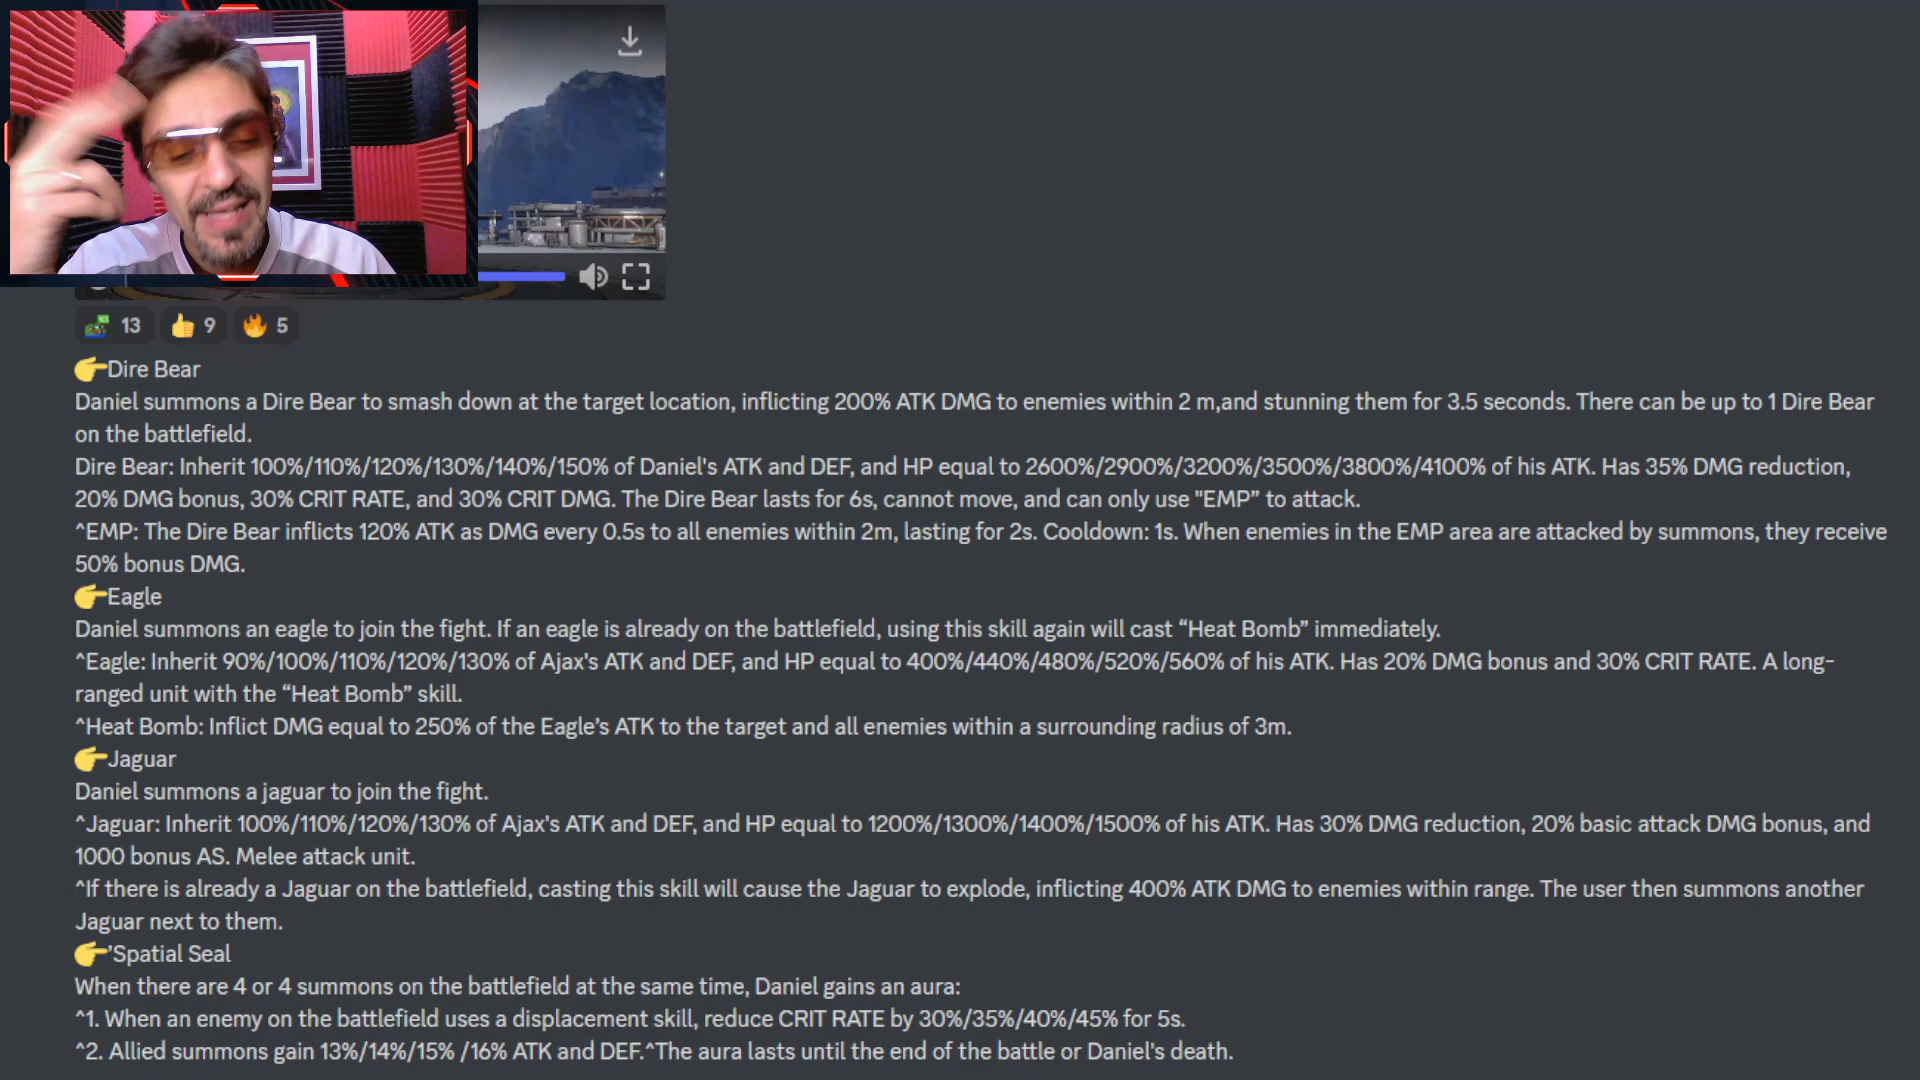 13 9 5
Dire Bear
Daniel summons a Dire Bear to smash down at the target location, inflicting 200% ATK DMG to enemies within 2 m,and stunning them for 3.5 seconds. There can be up to 1 Dire Bear
on the battlefield.
Dire Bear: Inherit 100%/110%/120%/130%/140%/150% of Daniel's ATK and DEF, and HP equal to 2600%/2900%/3200%/3500%/3800%/4100% of his ATK. Has 35% DMG reduction,
20% DMG bonus, 30% CRIT RATE, and 30% CRIT DMG. The Dire Bear lasts for 6s, cannot move, and can only use "EMP” to attack.
^EMP: The Dire Bear inflicts 120% ATK as DMG every 0.5s to all enemies within 2m, lasting for 2s. Cooldown: 1s. When enemies in the EMP area are attacked by summons, they receive
50% bonus DMG.
Eagle
Daniel summons an eagle to join the fight. If an eagle is already on the battlefield, using this skill again will cast “Heat Bomb” immediately.
^Eagle: Inherit 90%/100%/110%/120%/130% of Ajax's ATK and DEF, and HP equal to 400%/440%/480%/520%/560% of his ATK. Has 20% DMG bonus and 30% CRIT RATE. A long-
ranged unit with the “Heat Bomb” skill.
^Heat Bomb: Inflict DMG equal to 250% of the Eagle’s ATK to the target and all enemies within a surrounding radius of 3m.
Jaguar
Daniel summons a jaguar to join the fight.
^Jaguar: Inherit 100%/110%/120%/130% of Ajax's ATK and DEF, and HP equal to 1200%/1300%/1400%/1500% of his ATK. Has 30% DMG reduction, 20% basic attack DMG bonus, and
1000 bonus AS. Melee attack unit.
^If there is already a Jaguar on the battlefield, casting this skill will cause the Jaguar to explode, inflicting 400% ATK DMG to enemies within range. The user then summons another
Jaguar next to them.
'Spatial Seal
When there are 4 or 4 summons on the battlefield at the same time, Daniel gains an aura:
^1. When an enemy on the battlefield uses a displacement skill, reduce CRIT RATE by 30%/35%/40%/45% for 5s.
^2. Allied summons gain 13%/14%/15% /16% ATK and DEF.^The aura lasts until the end of the battle or Daniel's death.